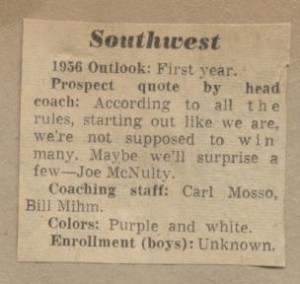 Southwest
1956 Outlook: First year.
Prospect quote by head
coach: According to all the
rules, starting out like we are,
we're not supposed to win
many. Maybe we'll surprise a
few—Joe McNulty.
Coaching staff: Carl Mosso,
Bill Mihm.
Colors: Purple and white.
Enrollment (boys): Unknown.